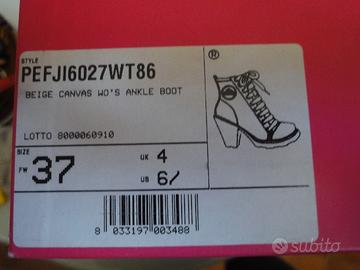 STYLE
PEFJI6027WT86
BEIGE CANVAS WO'S ANKLE BOOT
LOTTO 8000060910
SIZE
FW 37
UK 4
US 6/
8 033197 003488
®
subito